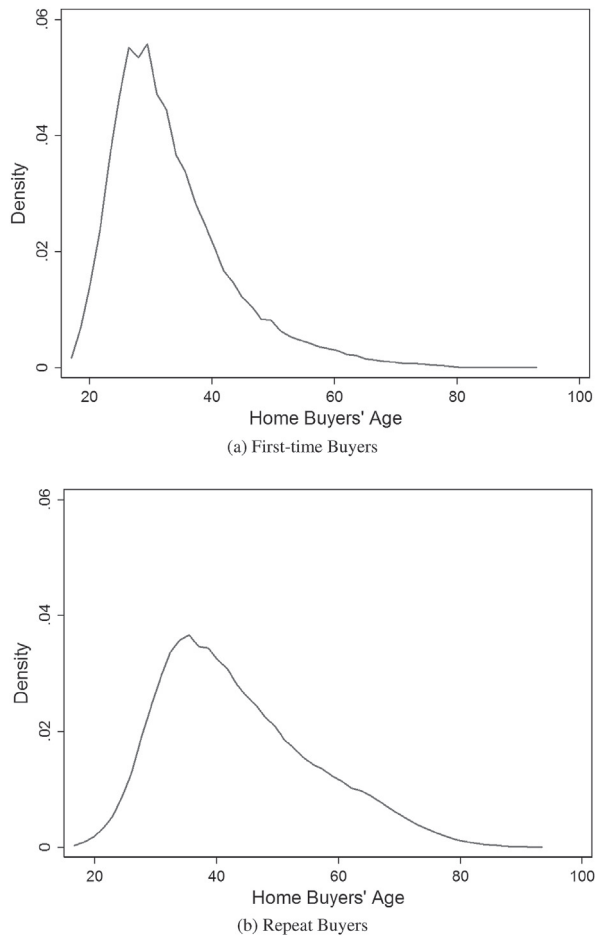 .06
.04
Density
.02
0
20 40 60 80 100
Home Buyers' Age
(a) First-time Buyers
.06
.04
Density
.02
0
20 40 60 80 100
Home Buyers' Age
(b) Repeat Buyers